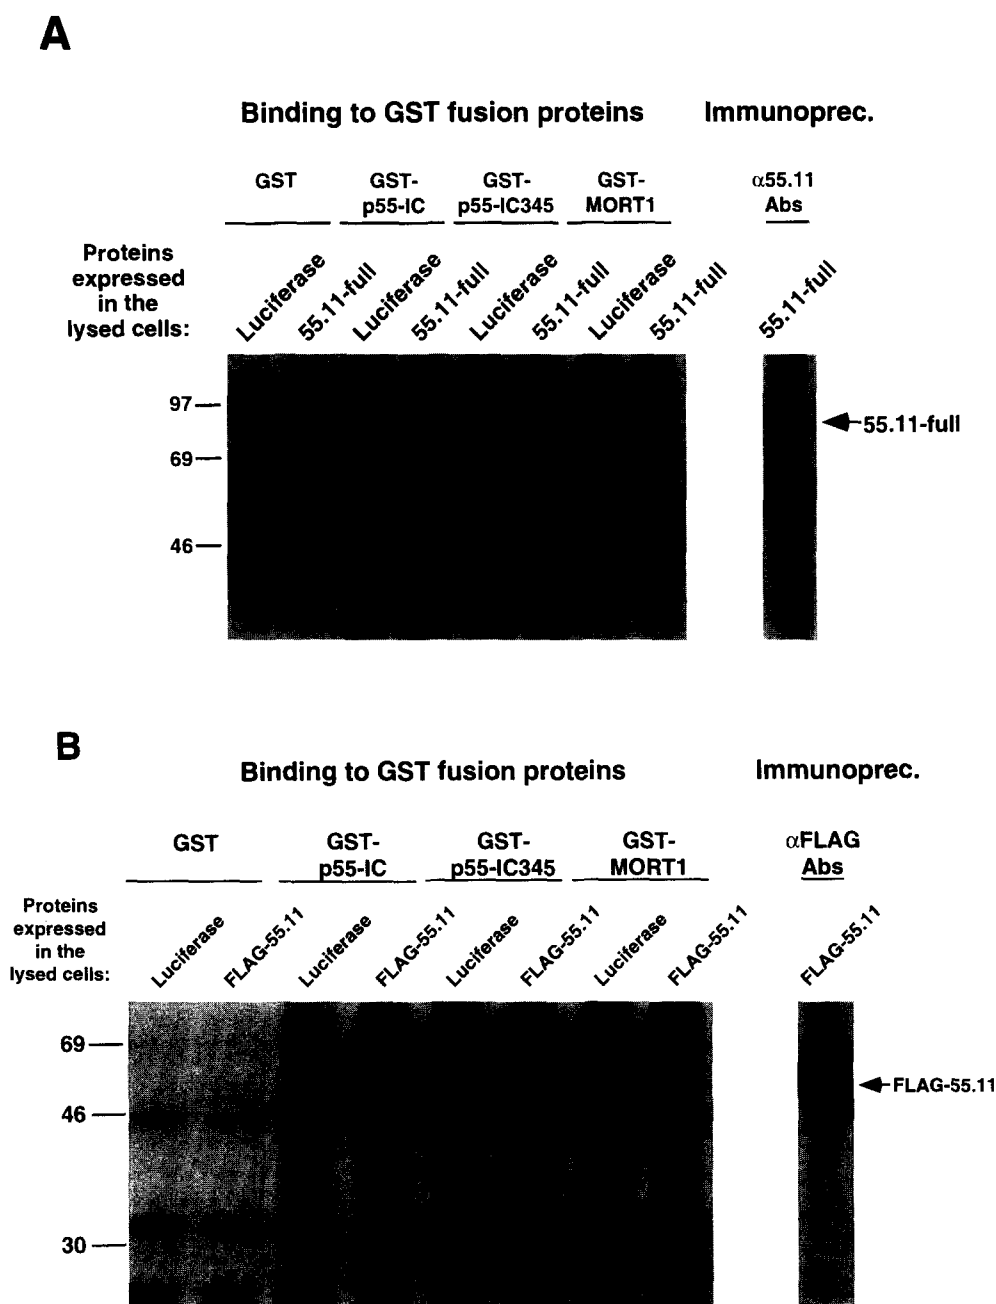 A
Binding to GST fusion proteins Immunoprec.
GST GST- GST- GST- α55.11
p55-IC p55-IC345 MORT1 Abs
Proteins
expressed
in the
lysed cells:
Luciferase 55.11-full Luciferase 55.11-full Luciferase 55.11-full Luciferase 55.11-full 55.11-full
97
55.11-full
69
46
B
Binding to GST fusion proteins Immunoprec.
GST GST- GST- GST- αFLAG
p55-IC p55-IC345 MORT1 Abs
Proteins
expressed
in the
lysed cells:
Luciferase FLAG-55.11 Luciferase FLAG-55.11 Luciferase FLAG-55.11 Luciferase FLAG-55.11 FLAG-55.11
69
FLAG-55.11
46
30